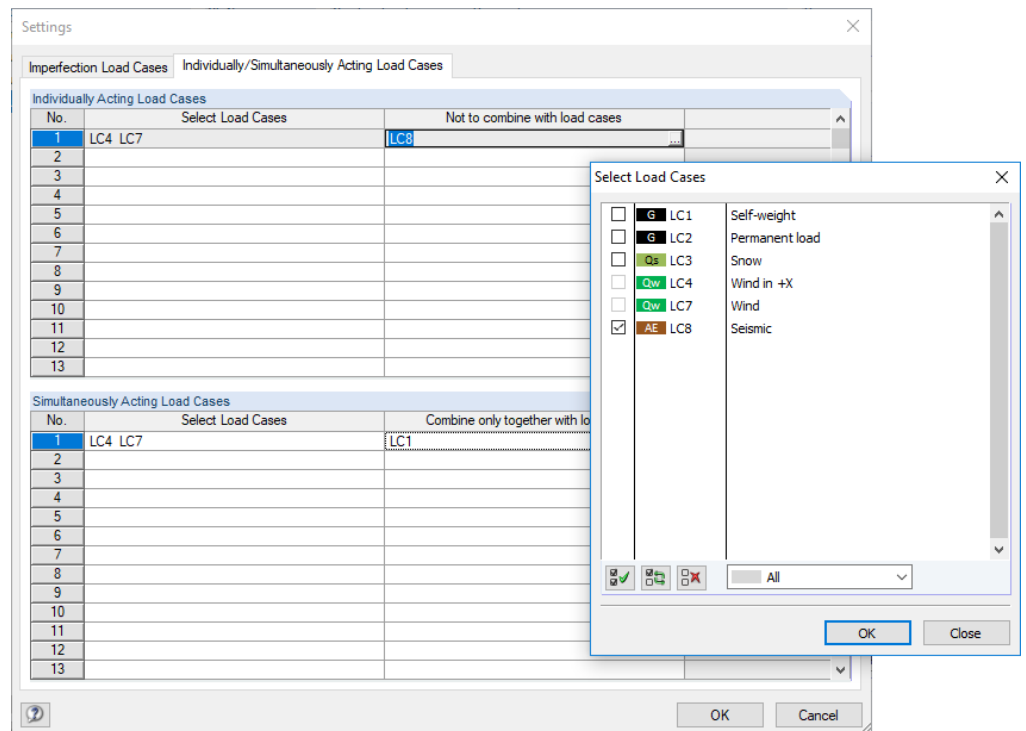 Settings
Imperfection Load Cases Individually/Simultaneously Acting Load Cases
Individually Acting Load Cases
No. Select Load Cases Not to combine with load cases
1 LC4 LC7 LC8 ...
2
3
4
5
6
7
8
9
10
11
12
13
Simultaneously Acting Load Cases
No. Select Load Cases Combine only together with lo
1 LC4 LC7 LC1
2
3
4
5
6
7
8
9
10
11
12
13
OK Cancel
Select Load Cases
G LC1 Self-weight
G LC2 Permanent load
Qs LC3 Snow
Qw LC4 Wind in +X
Qw LC7 Wind
AE LC8 Seismic
All
OK Close